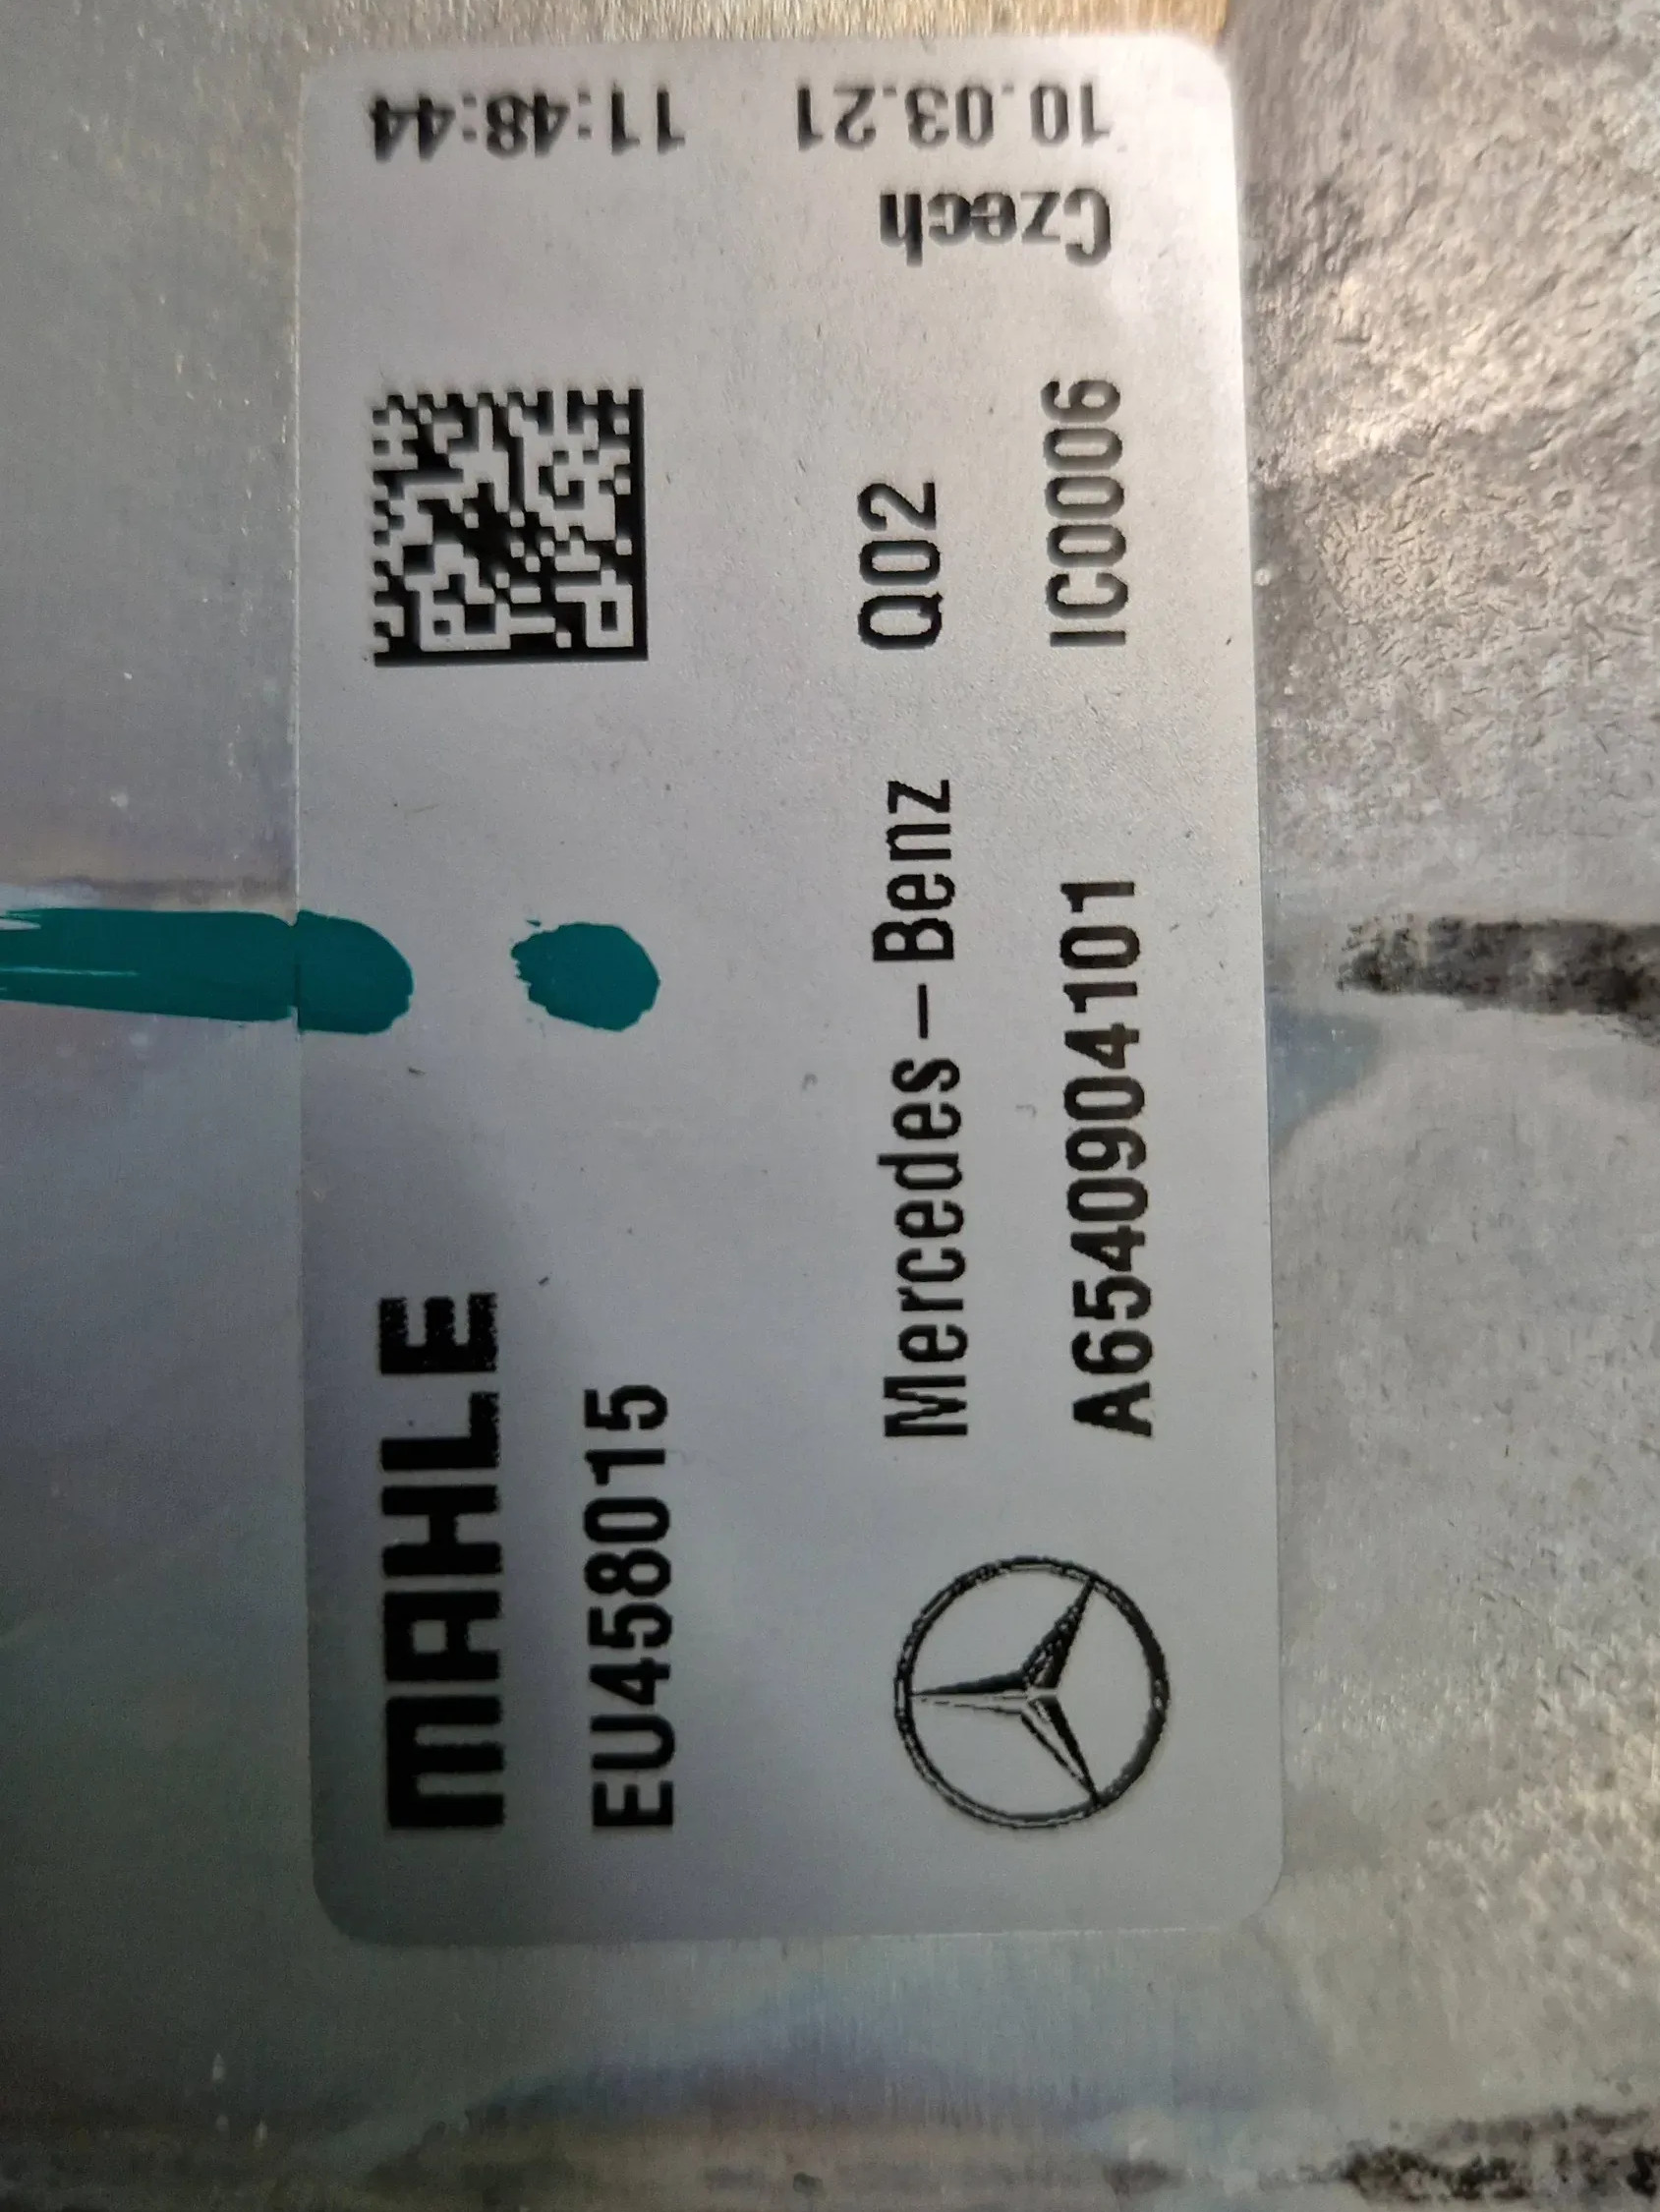 MAHLE
EU458015
Mercedes-Benz Q02
A6540904101 IC0006
Czech
10.03.21 11:48:44